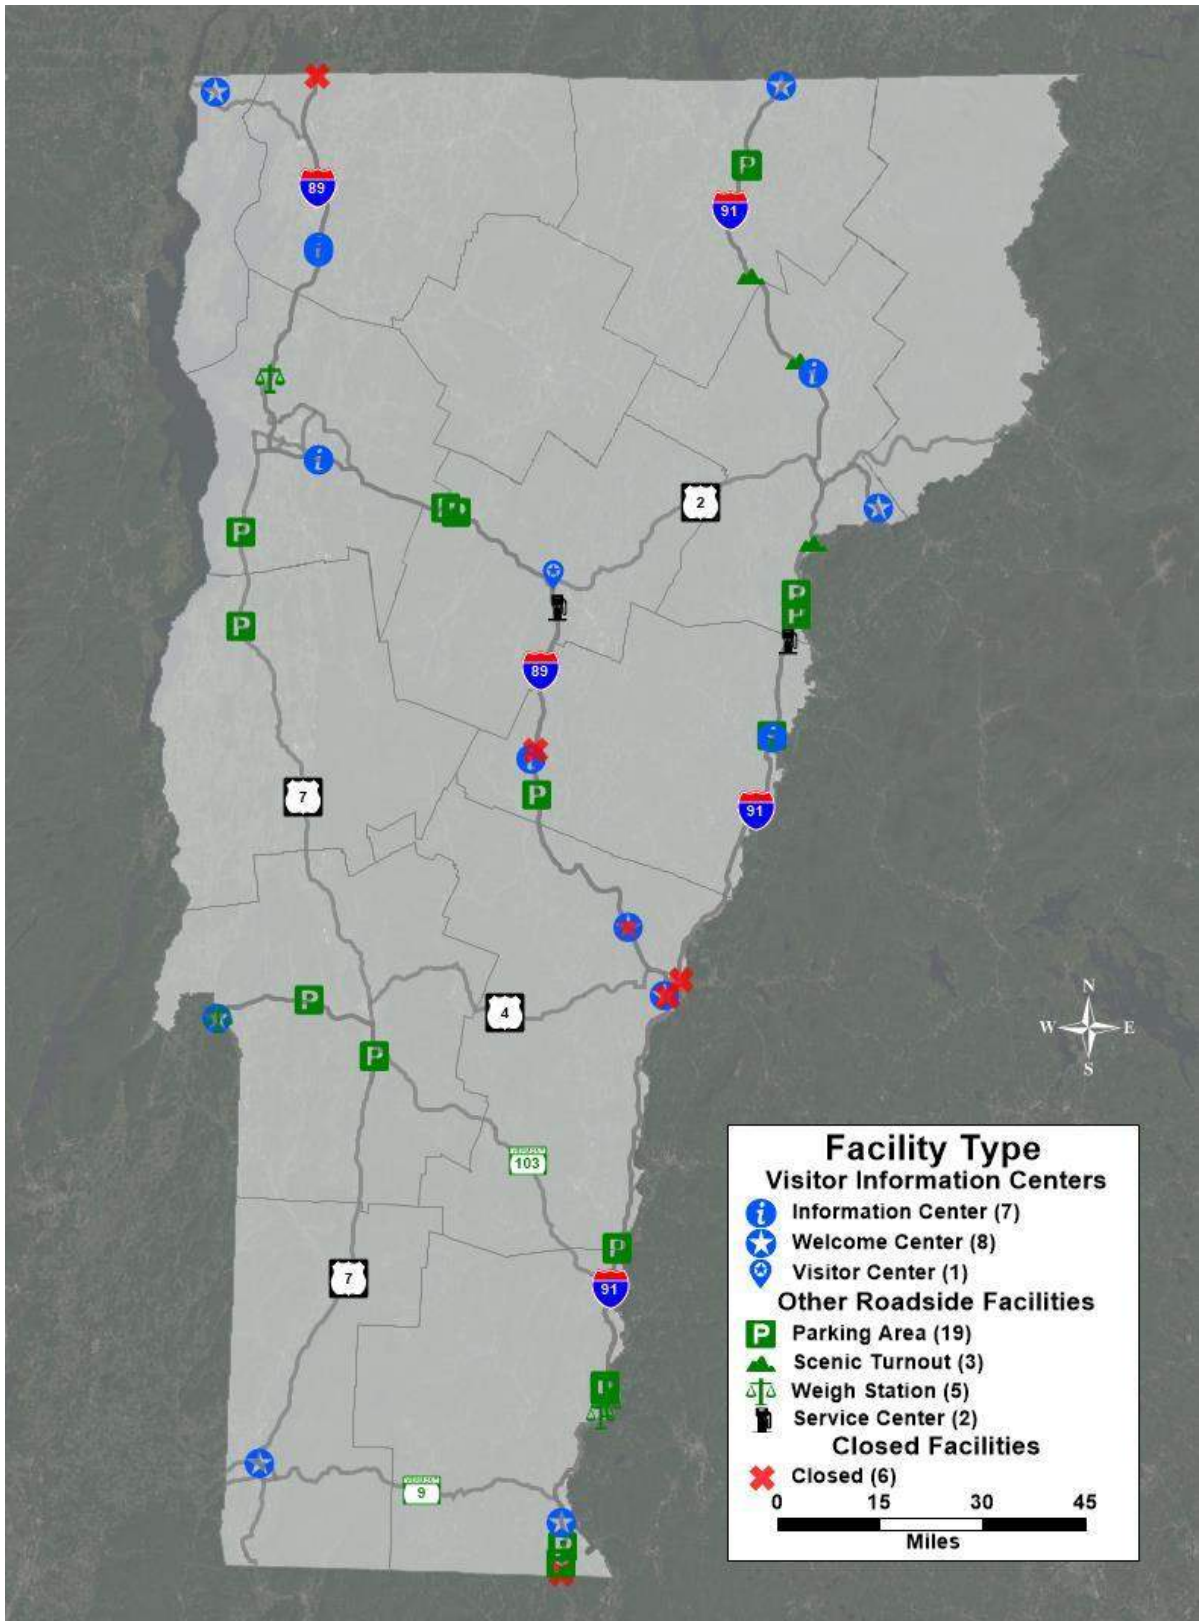 89
91
2
89
7
91
4
N
W E
S
VERMONT
103
7
91
VERMONT
9
Facility Type
Visitor Information Centers
Information Center (7)
Welcome Center (8)
Visitor Center (1)
Other Roadside Facilities
P Parking Area (19)
Scenic Turnout (3)
Weigh Station (5)
Service Center (2)
Closed Facilities
Closed (6)
0 15 30 45
Miles